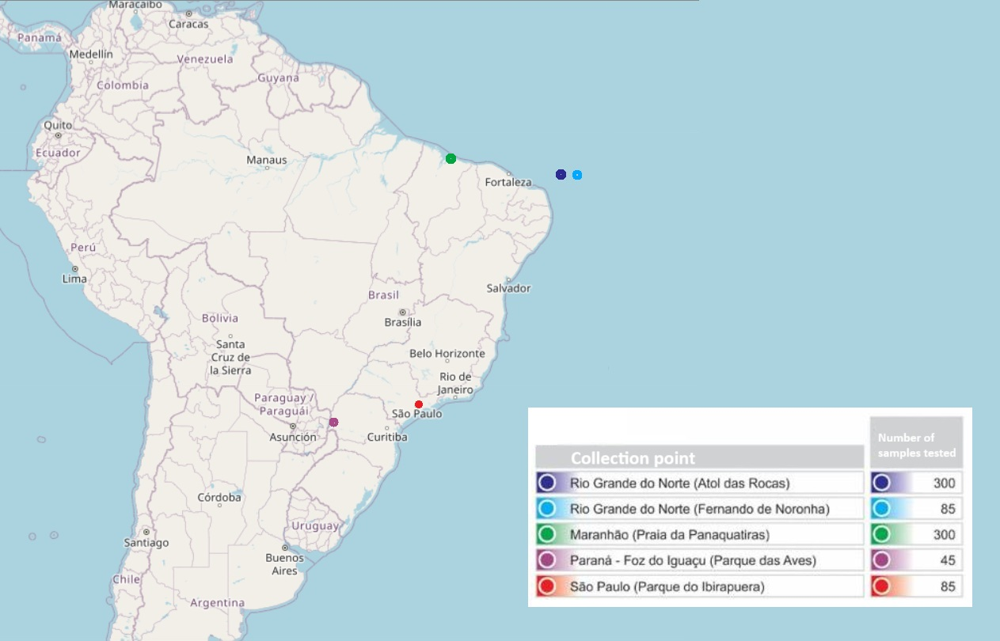 Maracaibo
Caracas
Panamá
Medellín
Venezuela
Guyana
Colombia
Quito
Ecuador
Manaus
Fortaleza
Perú
Lima
Salvador
Brasil
Bolivia
Brasília
Santa
Cruz de
la Sierra
Belo Horizonte
Rio de
Janeiro
Paraguay /
Paraguái
São Paulo
Asunción
Curitiba
Córdoba
Uruguay
Santiago
Buenos
Aires
Chile
Argentina
Number of
samples tested
Collection point
Rio Grande do Norte (Atol das Rocas) 300
Rio Grande do Norte (Fernando de Noronha) 85
Maranhão (Praia da Panaquatiras) 300
Paraná - Foz do Iguaçu (Parque das Aves) 45
São Paulo (Parque do Ibirapuera) 85